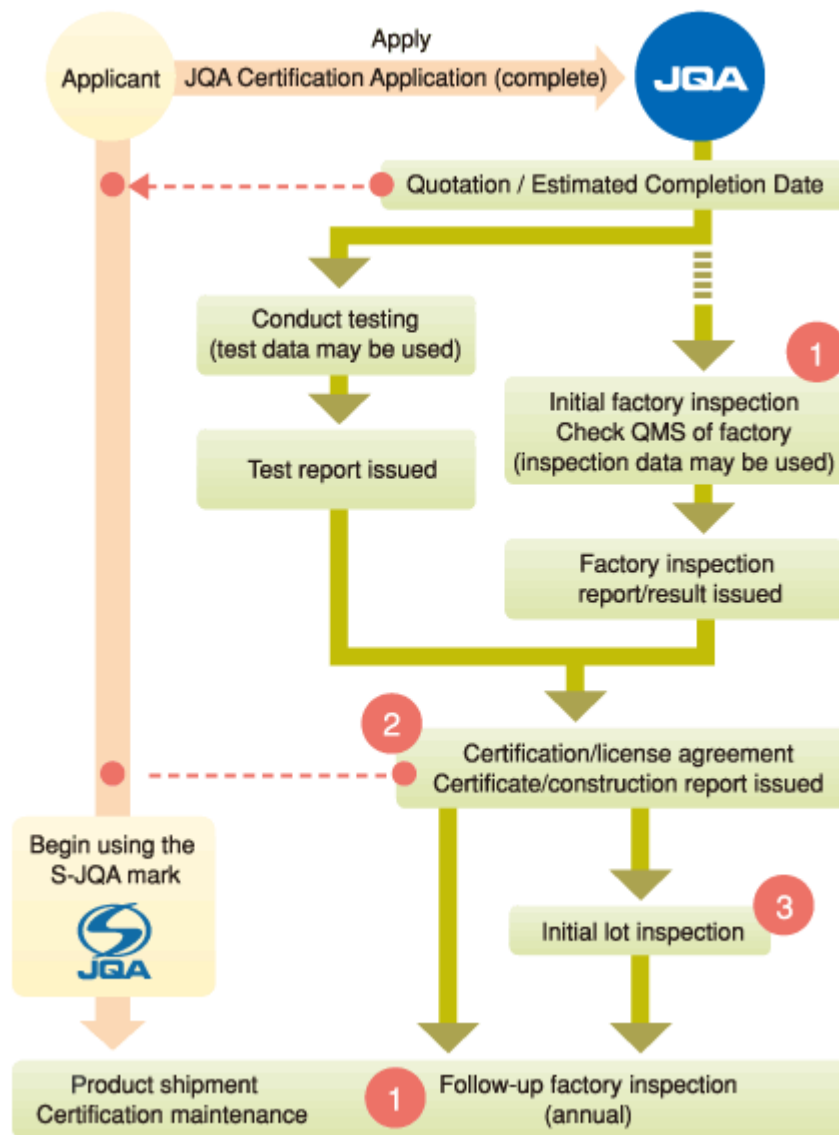 Apply
Applicant
JQA Certification Application (complete)
JQA
Quotation / Estimated Completion Date
Conduct testing
(test data may be used)
1
Initial factory inspection
Check QMS of factory
(inspection data may be used)
Test report issued
Factory inspection
report/result issued
2
Certification/license agreement
Certificate/construction report issued
Begin using the
S-JQA mark
JQA
3
Initial lot inspection
Product shipment
Certification maintenance
1
Follow-up factory inspection
(annual)